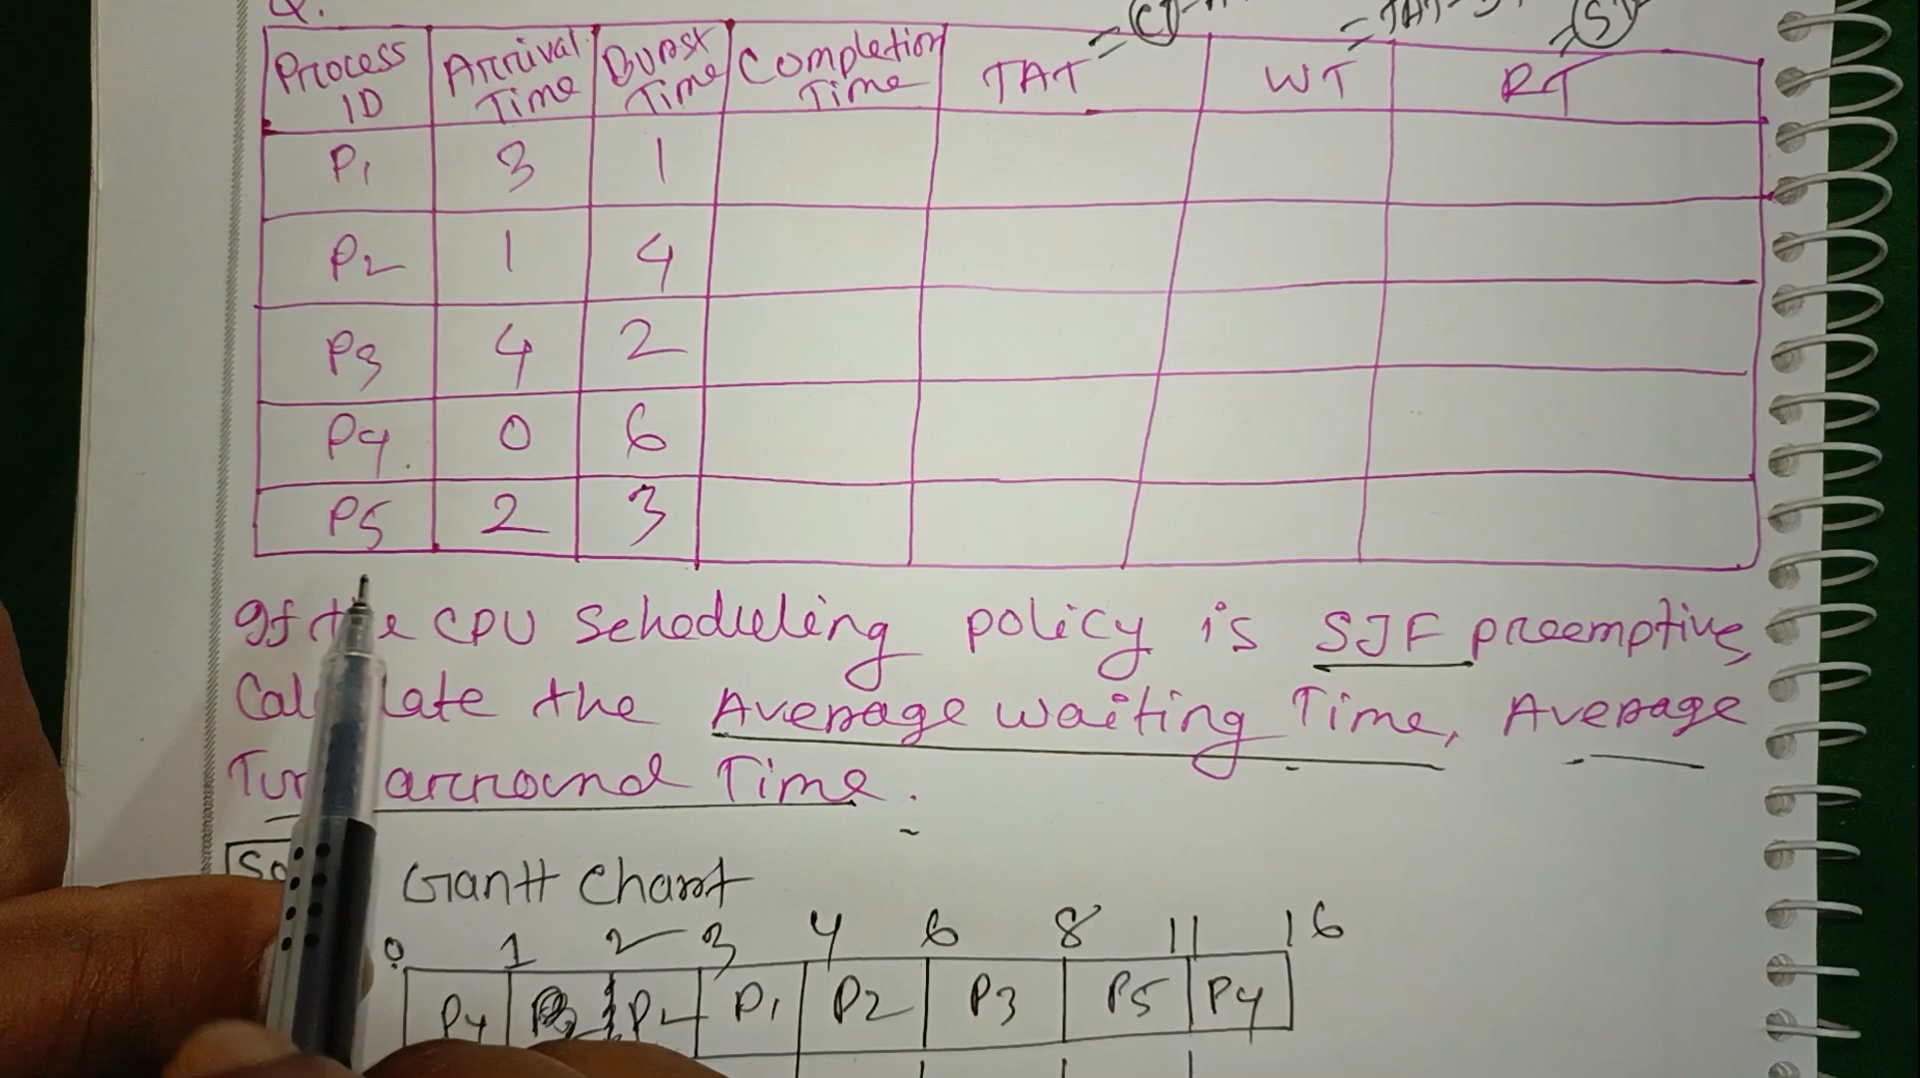 Q.
Process ID Arrival Time Burst Time Completion Time TAT WT RT
P1 3 1
P2 1 4
P3 4 2
P4 0 6
P5 2 3
If the CPU Scheduling policy is SJF preemptive,
the Average waiting Time, Average
arround Time.
Gantt Chart
0 1 2 3 4 6 8 11 16
P4 P2 P1 P2 P3 P5 P4